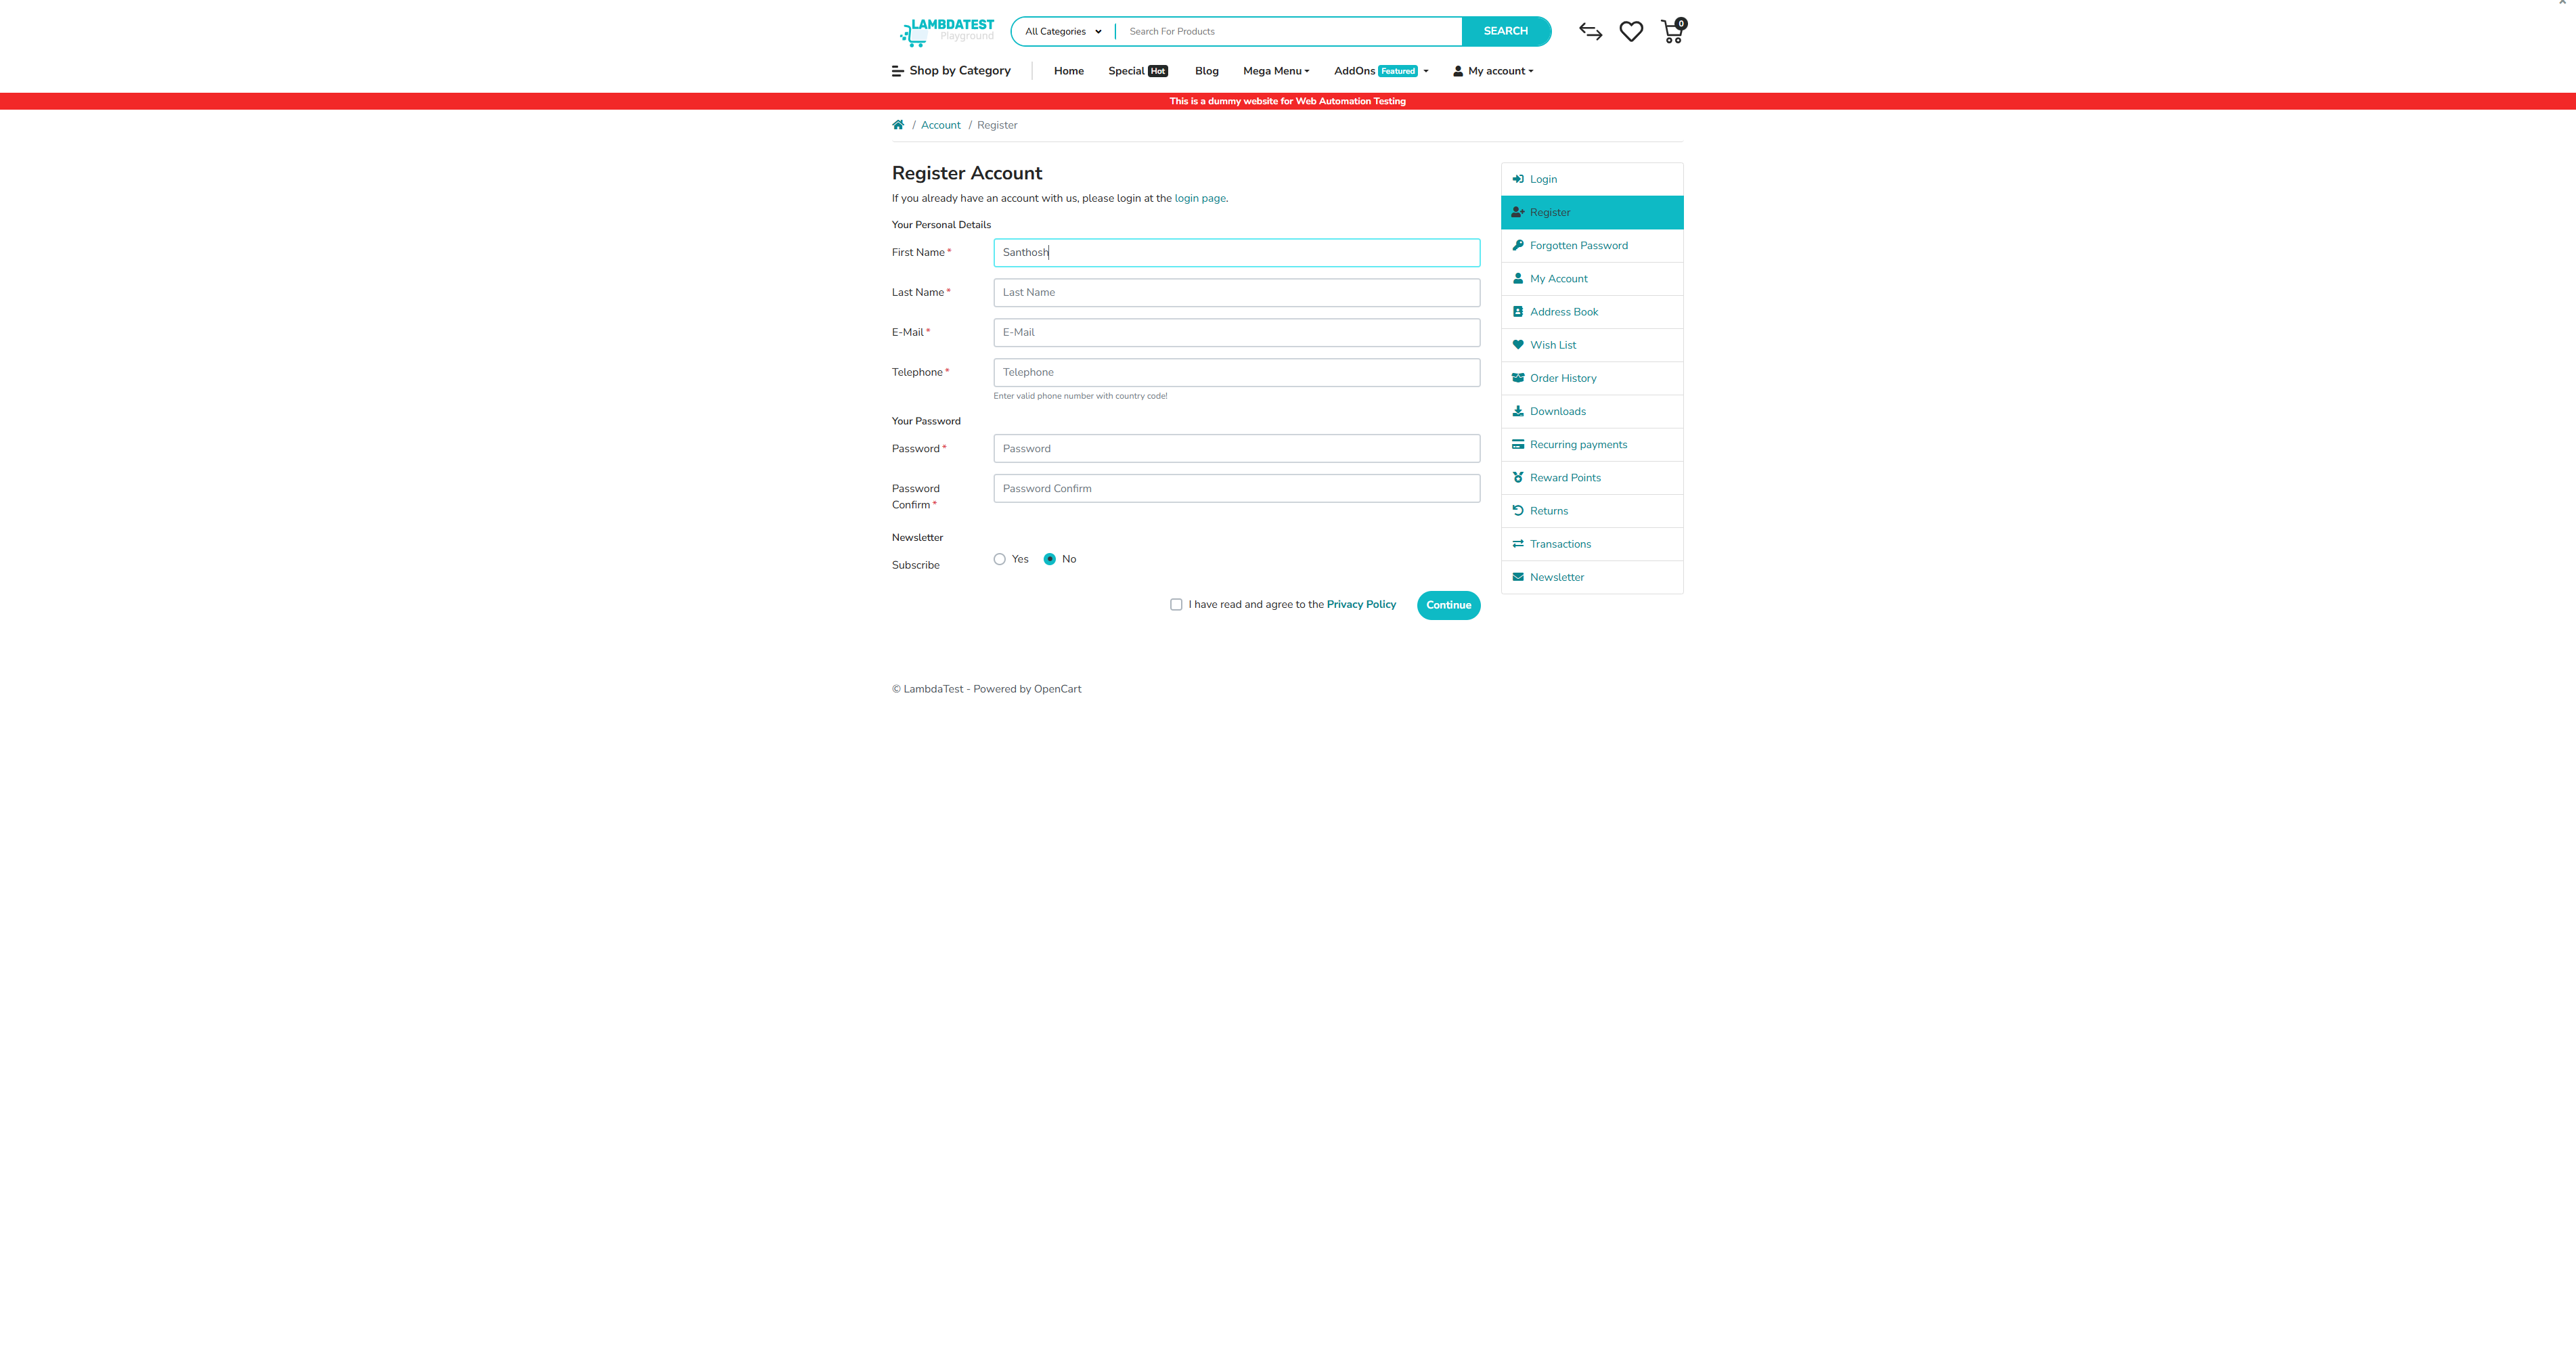 LAMBDATEST
Playground
All Categories
Search For Products
SEARCH
0
Shop by Category
Home
Special Hot
Blog
Mega Menu
AddOns Featured
My account
This is a dummy website for Web Automation Testing
/ Account / Register
Register Account
If you already have an account with us, please login at the login page.
Your Personal Details
First Name *
Santhosh
Last Name *
Last Name
E-Mail *
E-Mail
Telephone *
Telephone
Enter valid phone number with country code!
Your Password
Password *
Password
Password
Confirm *
Password Confirm
Newsletter
Subscribe
Yes
No
I have read and agree to the Privacy Policy
Continue
Login
Register
Forgotten Password
My Account
Address Book
Wish List
Order History
Downloads
Recurring payments
Reward Points
Returns
Transactions
Newsletter
© LambdaTest - Powered by OpenCart